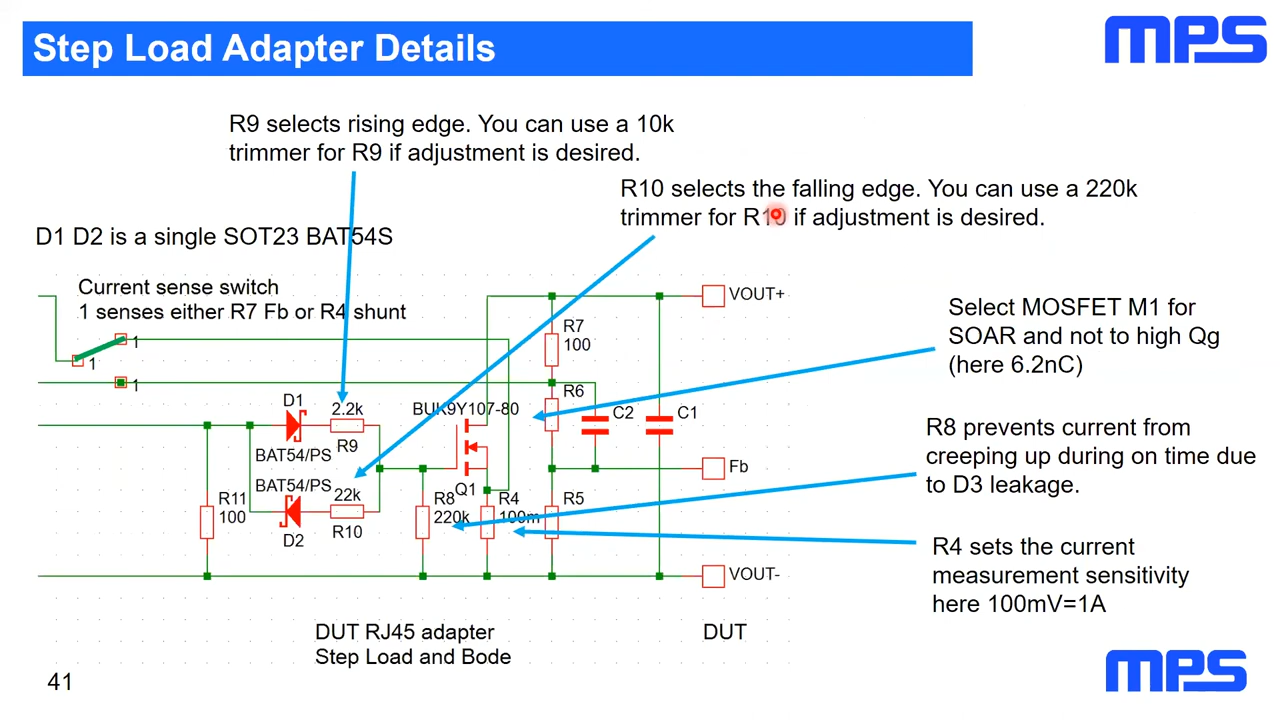 Step Load Adapter Details
MPS
R9 selects rising edge. You can use a 10k
trimmer for R9 if adjustment is desired.
R10 selects the falling edge. You can use a 220k
trimmer for R10 if adjustment is desired.
D1 D2 is a single SOT23 BAT54S
Current sense switch
1 senses either R7 Fb or R4 shunt
1
1
1
VOUT+
R7
100
Select MOSFET M1 for
SOAR and not to high Qg
(here 6.2nC)
D1
2.2k
R9
BAT54/PS
BUK9Y107-80
R6
C2
C1
BAT54/PS
22k
R10
D2
R11
100
Q1
R8
220k
R4
100m
R5
Fb
R8 prevents current from
creeping up during on time due
to D3 leakage.
VOUT-
R4 sets the current
measurement sensitivity
here 100mV=1A
DUT RJ45 adapter
Step Load and Bode
DUT
41
MPS